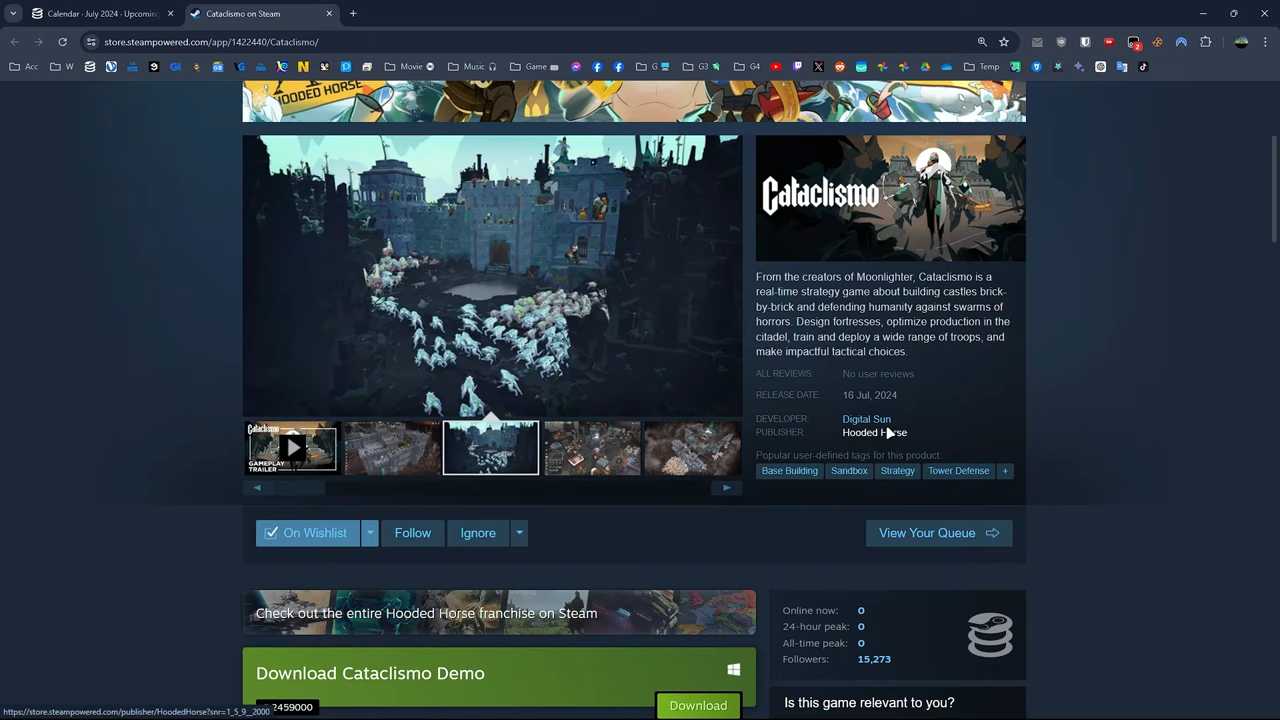 Calendar · July 2024 - Upcoming
Cataclismo on Steam
store.steampowered.com/app/1422440/Cataclismo/
Acc
W
Movie
Music
Game
G
G3
G4
Temp
2
HOODED HORSE
Cataclismo
From the creators of Moonlighter, Cataclismo is a
real-time strategy game about building castles brick-
by-brick and defending humanity against swarms of
horrors. Design fortresses, optimize production in the
citadel, train and deploy a wide range of troops, and
make impactful tactical choices.
ALL REVIEWS: No user reviews
RELEASE DATE: 16 Jul, 2024
DEVELOPER: Digital Sun
PUBLISHER: Hooded Horse
Popular user-defined tags for this product:
Base Building Sandbox Strategy Tower Defense +
Cataclismo
GAMEPLAY
TRAILER
On Wishlist
Follow
Ignore
View Your Queue
Check out the entire Hooded Horse franchise on Steam
Online now: 0
24-hour peak: 0
All-time peak: 0
Followers: 15,273
Download Cataclismo Demo
2459000
Download
Is this game relevant to you?
https://store.steampowered.com/publisher/HoodedHorse?snr=1_5_9__2000